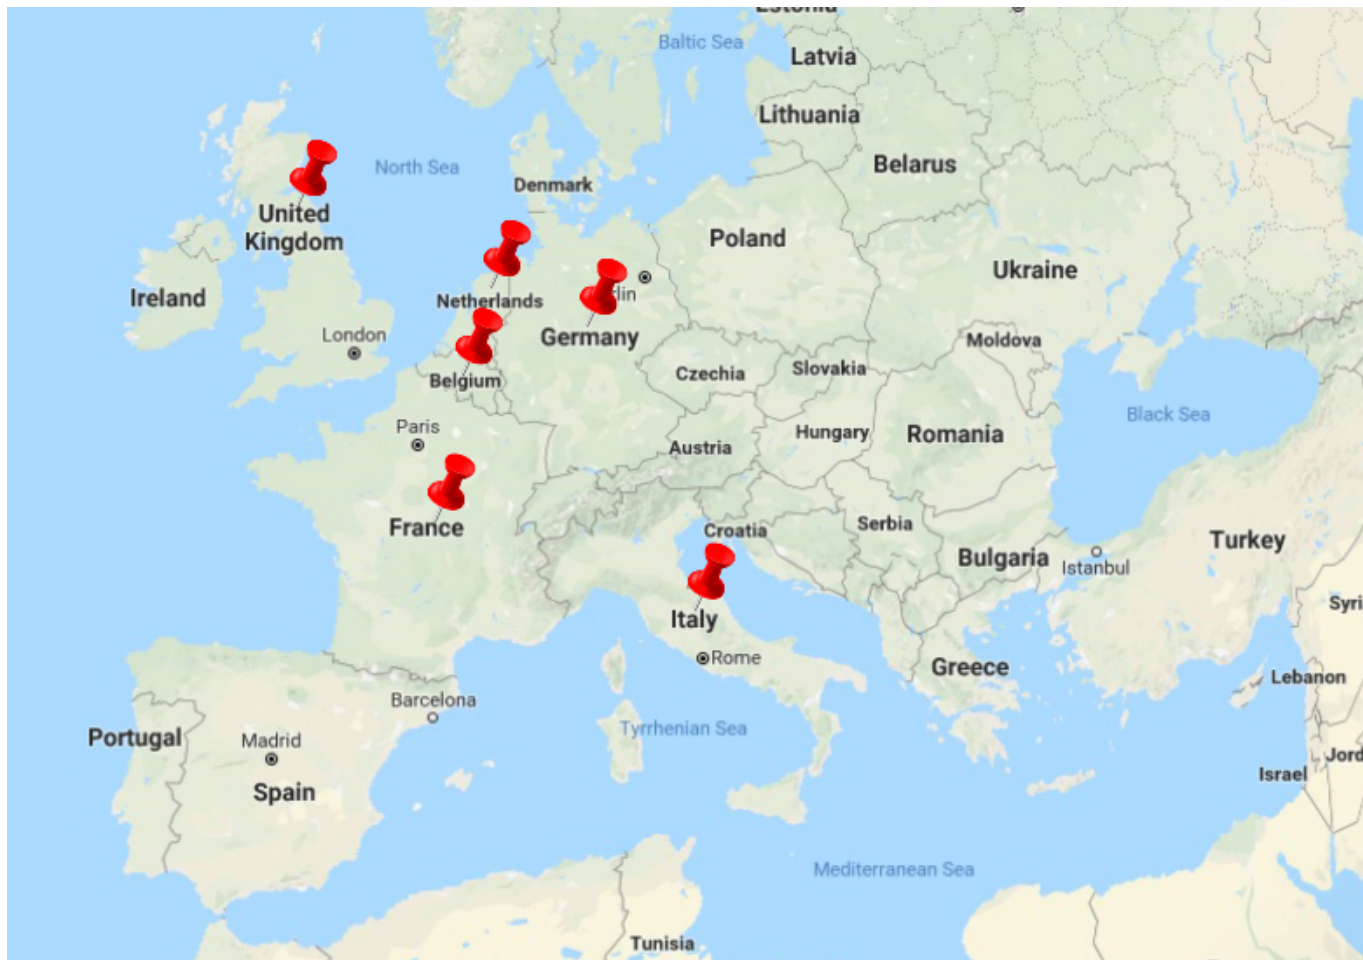 Estonia
Baltic Sea
Latvia
Lithuania
North Sea
Belarus
Denmark
United
Kingdom
Poland
Ukraine
Ireland
Netherlands
lin
London
Germany
Moldova
Czechia
Slovakia
Belgium
Black Sea
Paris
Hungary
Romania
Austria
France
Croatia
Serbia
Turkey
Bulgaria
Istanbul
Syri
Italy
Rome
Greece
Lebanon
Barcelona
Tyrrhenian Sea
Portugal
Madrid
Jord
Israel
Spain
Mediterranean Sea
Tunisia